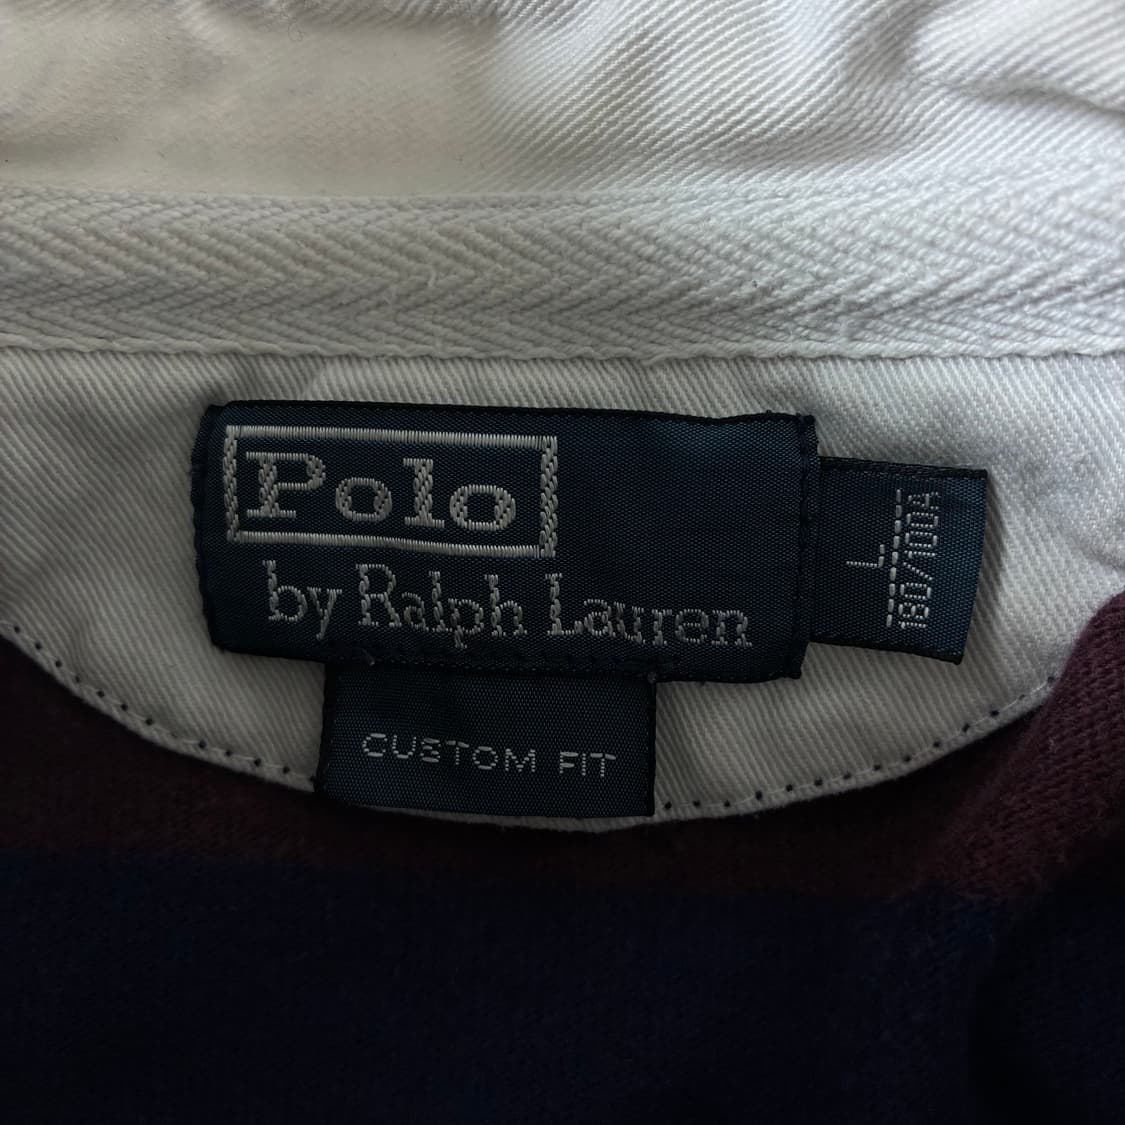 Polo
by Ralph Lauren
L
180/100A
CUSTOM FIT